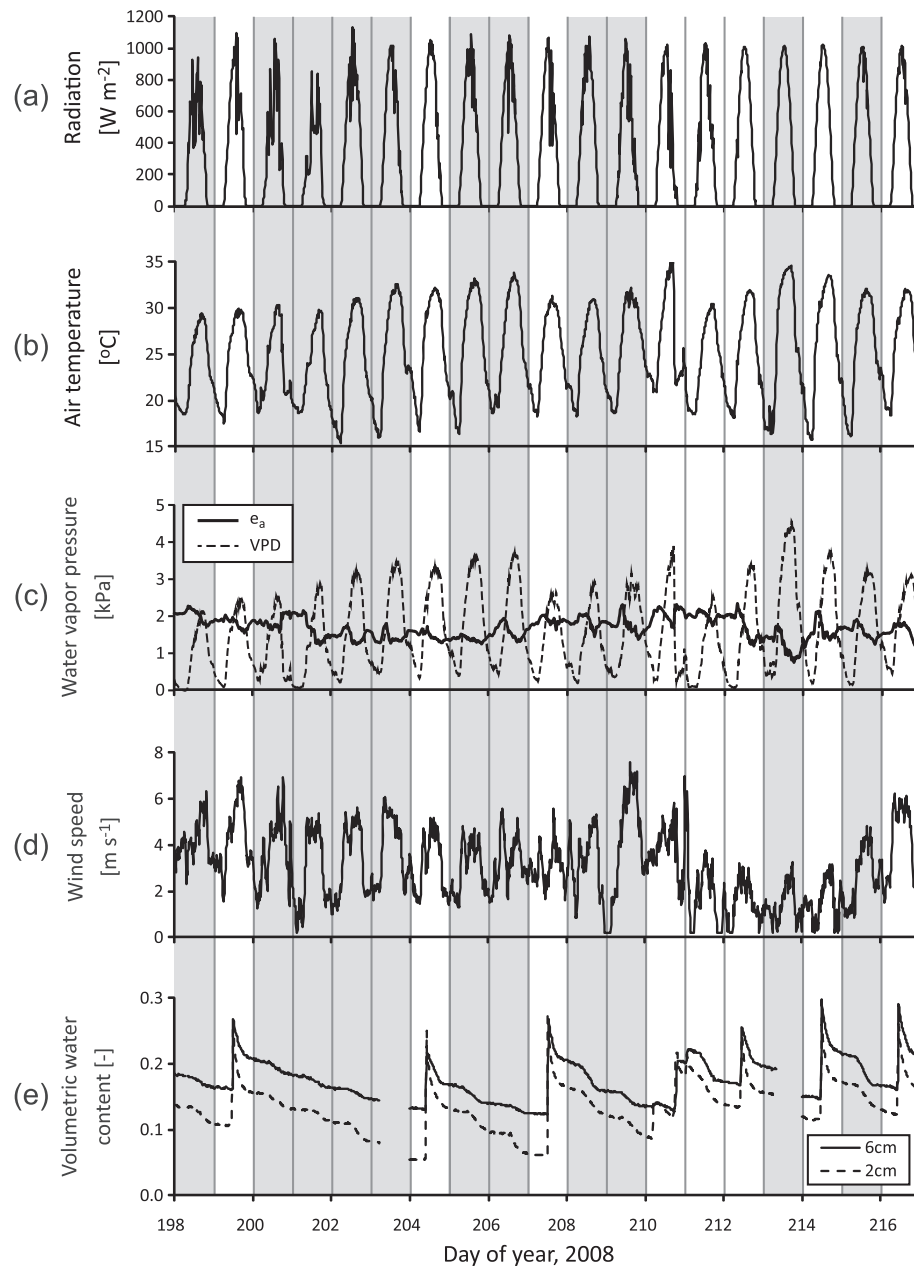 (a)
Radiation
[W m-2]
1200
1000
800
600
400
200
0
(b)
Air temperature
[oC]
35
30
25
20
15
(c)
Water vapor pressure
[kPa]
5
4
3
2
1
0
ea
VPD
(d)
Wind speed
[m s-1]
8
6
4
2
0
(e)
Volumetric water
content [-]
0.3
0.2
0.1
0.0
6cm
2cm
198 200 202 204 206 208 210 212 214 216
Day of year, 2008